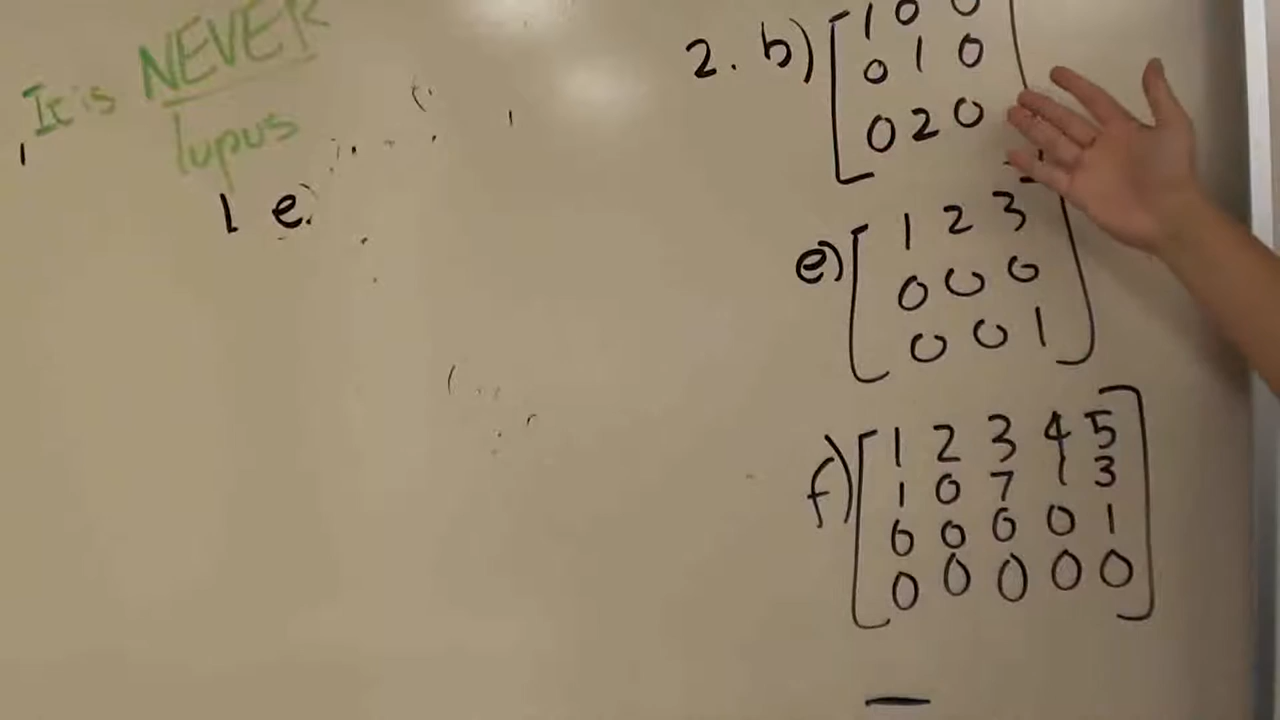 It is NEVER
lupus
1 e.
2. b) 1 0 0
0 1 0
0 2 0
e) 1 2 3
0 0 0
0 0 1
f) 1 2 3 4 5
1 0 7 1 3
0 0 0 0 1
0 0 0 0 0